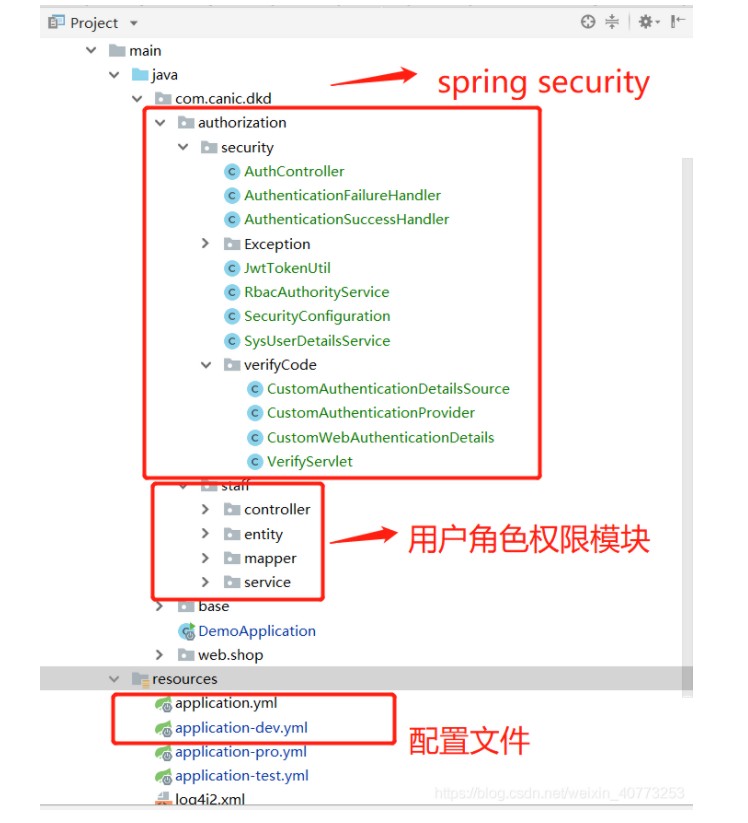 Project
main
java
spring security
com.canic.dkd
authorization
security
AuthController
AuthenticationFailureHandler
AuthenticationSuccessHandler
Exception
JwtTokenUtil
RbacAuthorityService
SecurityConfiguration
SysUserDetailsService
verifyCode
CustomAuthenticationDetailsSource
CustomAuthenticationProvider
CustomWebAuthenticationDetails
VerifyServlet
staff
controller
entity
用户角色权限模块
mapper
service
base
DemoApplication
web.shop
resources
application.yml
application-dev.yml
配置文件
application-pro.yml
application-test.yml
log4j2.xml
https://blog.csdn.net/weixin_40773253